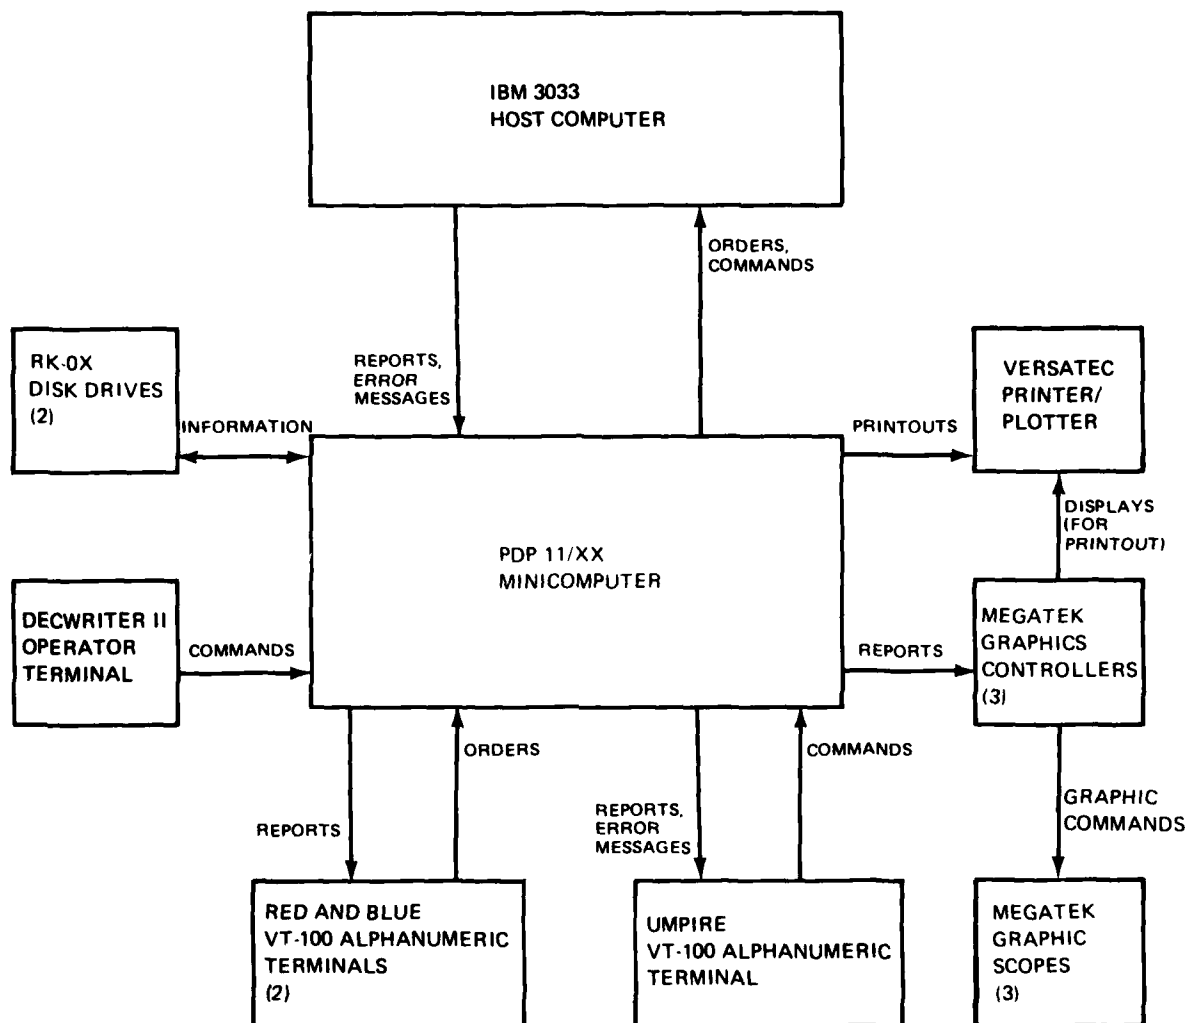 IBM 3033
HOST COMPUTER
ORDERS,
COMMANDS
REPORTS,
ERROR
MESSAGES
RK-0X
DISK DRIVES
(2)
INFORMATION
PRINTOUTS
VERSATEC
PRINTER/
PLOTTER
DISPLAYS
(FOR
PRINTOUT)
PDP 11/XX
MINICOMPUTER
DECWRITER II
OPERATOR
TERMINAL
COMMANDS
REPORTS
MEGATEK
GRAPHICS
CONTROLLERS
(3)
REPORTS
ORDERS
REPORTS,
ERROR
MESSAGES
COMMANDS
GRAPHIC
COMMANDS
RED AND BLUE
VT-100 ALPHANUMERIC
TERMINALS
(2)
UMPIRE
VT-100 ALPHANUMERIC
TERMINAL
MEGATEK
GRAPHIC
SCOPES
(3)